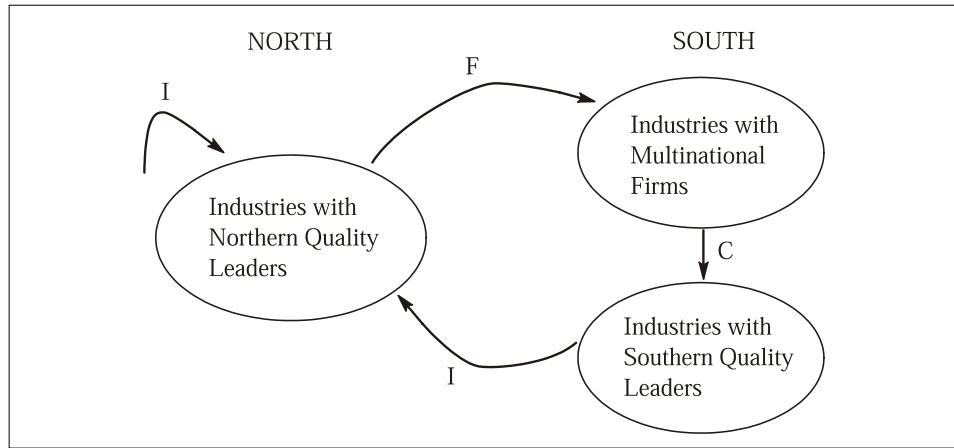 NORTH
SOUTH
I
F
Industries with
Multinational
Firms
Industries with
Northern Quality
Leaders
C
Industries with
Southern Quality
Leaders
I